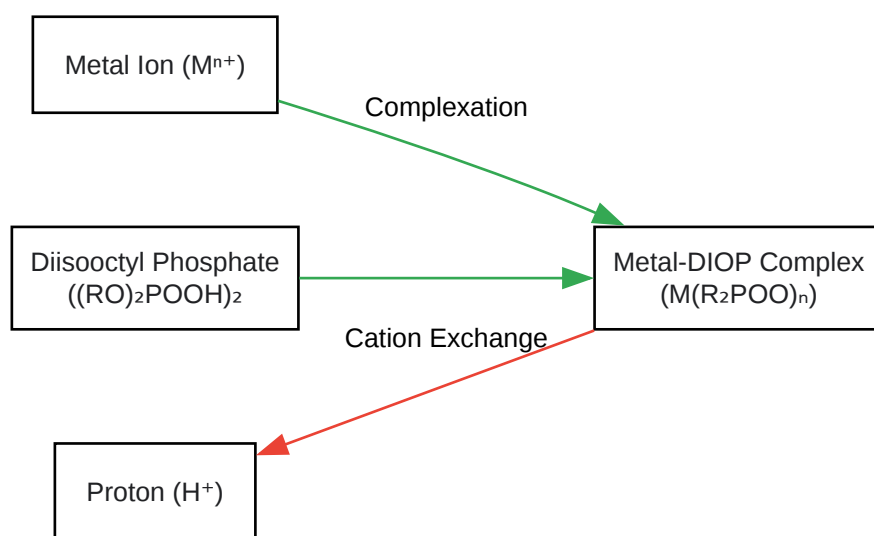 Metal Ion (Mⁿ⁺)
Complexation
Diisooctyl Phosphate
((RO)₂POOH)₂
Metal-DIOP Complex
(M(R₂POO)ₙ)
Cation Exchange
Proton (H⁺)